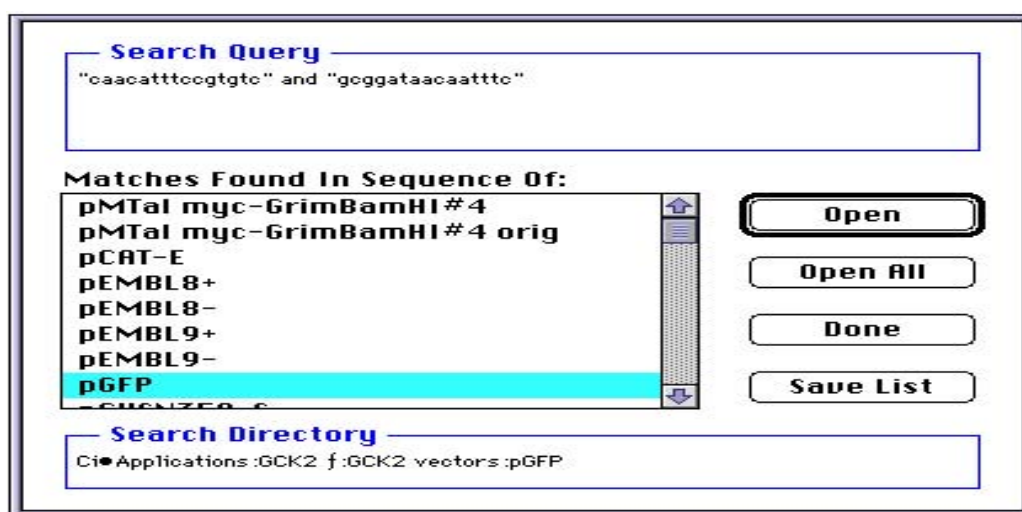 Search Query
"caacatttccgtgtc" and "gcggataacaatttc"
Matches Found In Sequence Of:
pMTal myc-GrimBamHI#4
pMTal myc-GrimBamHI#4 orig
pCAT-E
pEMBL8+
pEMBL8-
pEMBL9+
pEMBL9-
pGFP
Open
Open All
Done
Save List
Search Directory
Ci●Applications:GCK2 ƒ:GCK2 vectors:pGFP